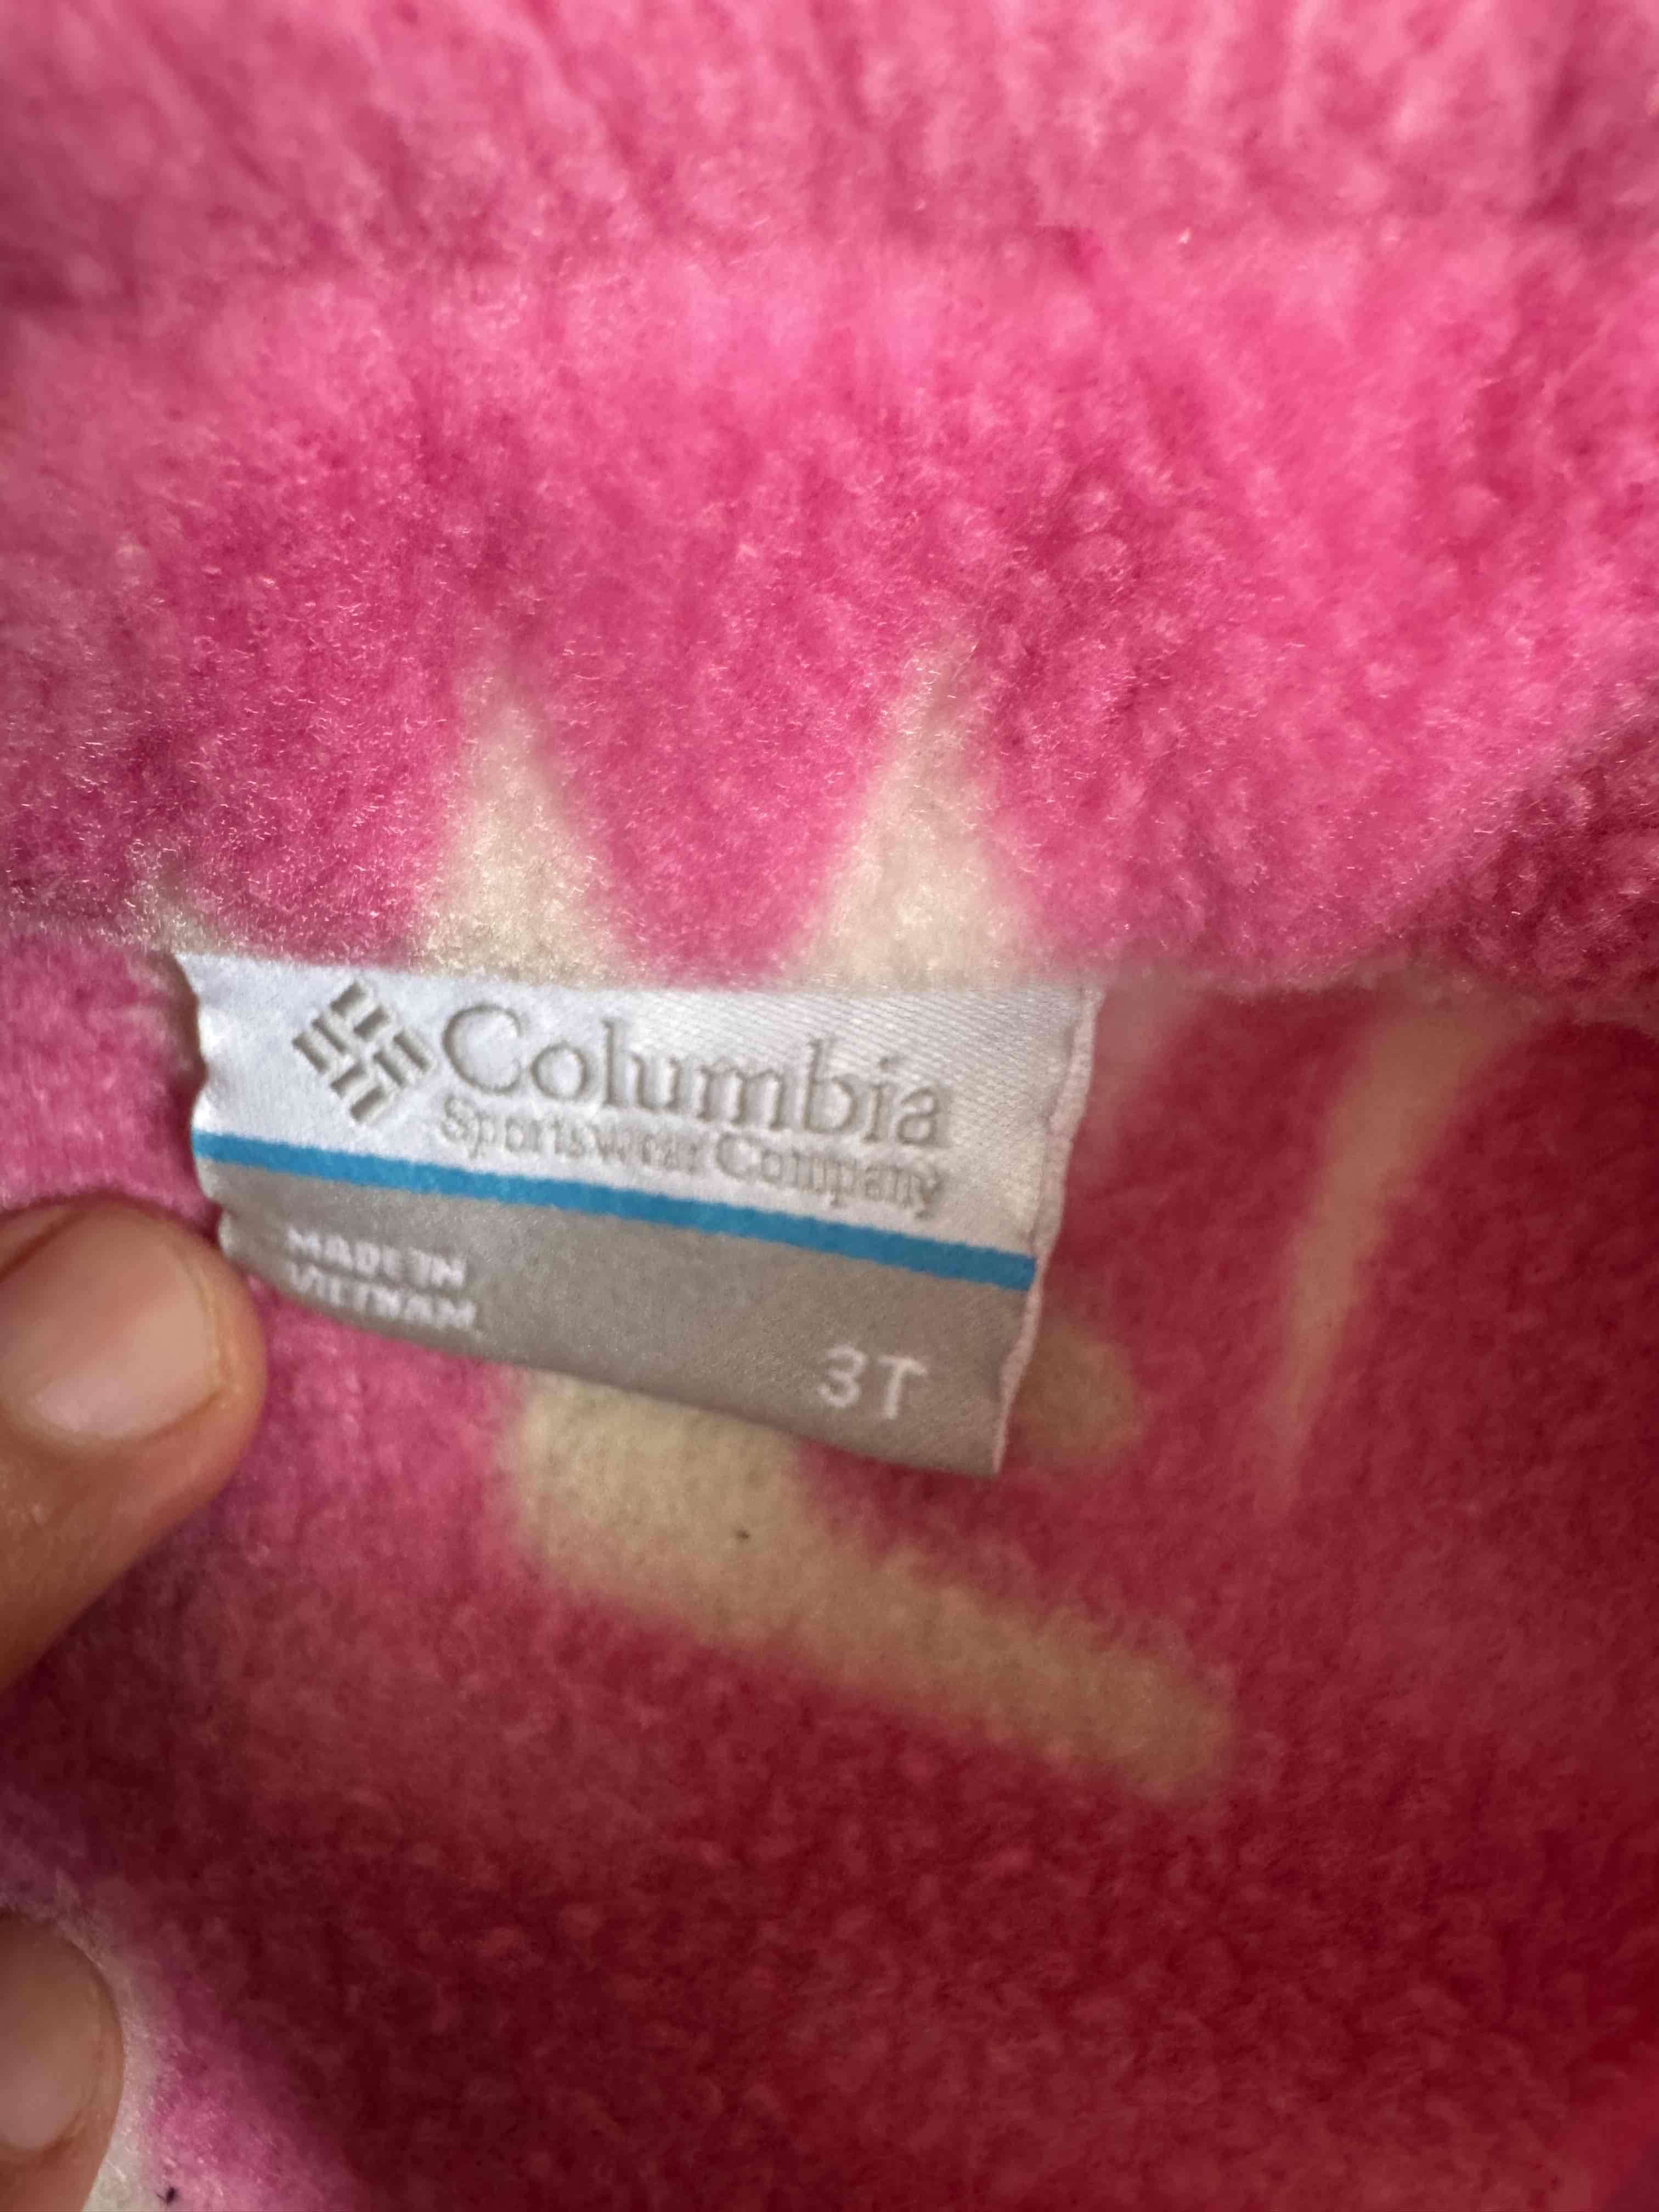 Columbia
Sportswear Company
MADE IN
VIETNAM
3T